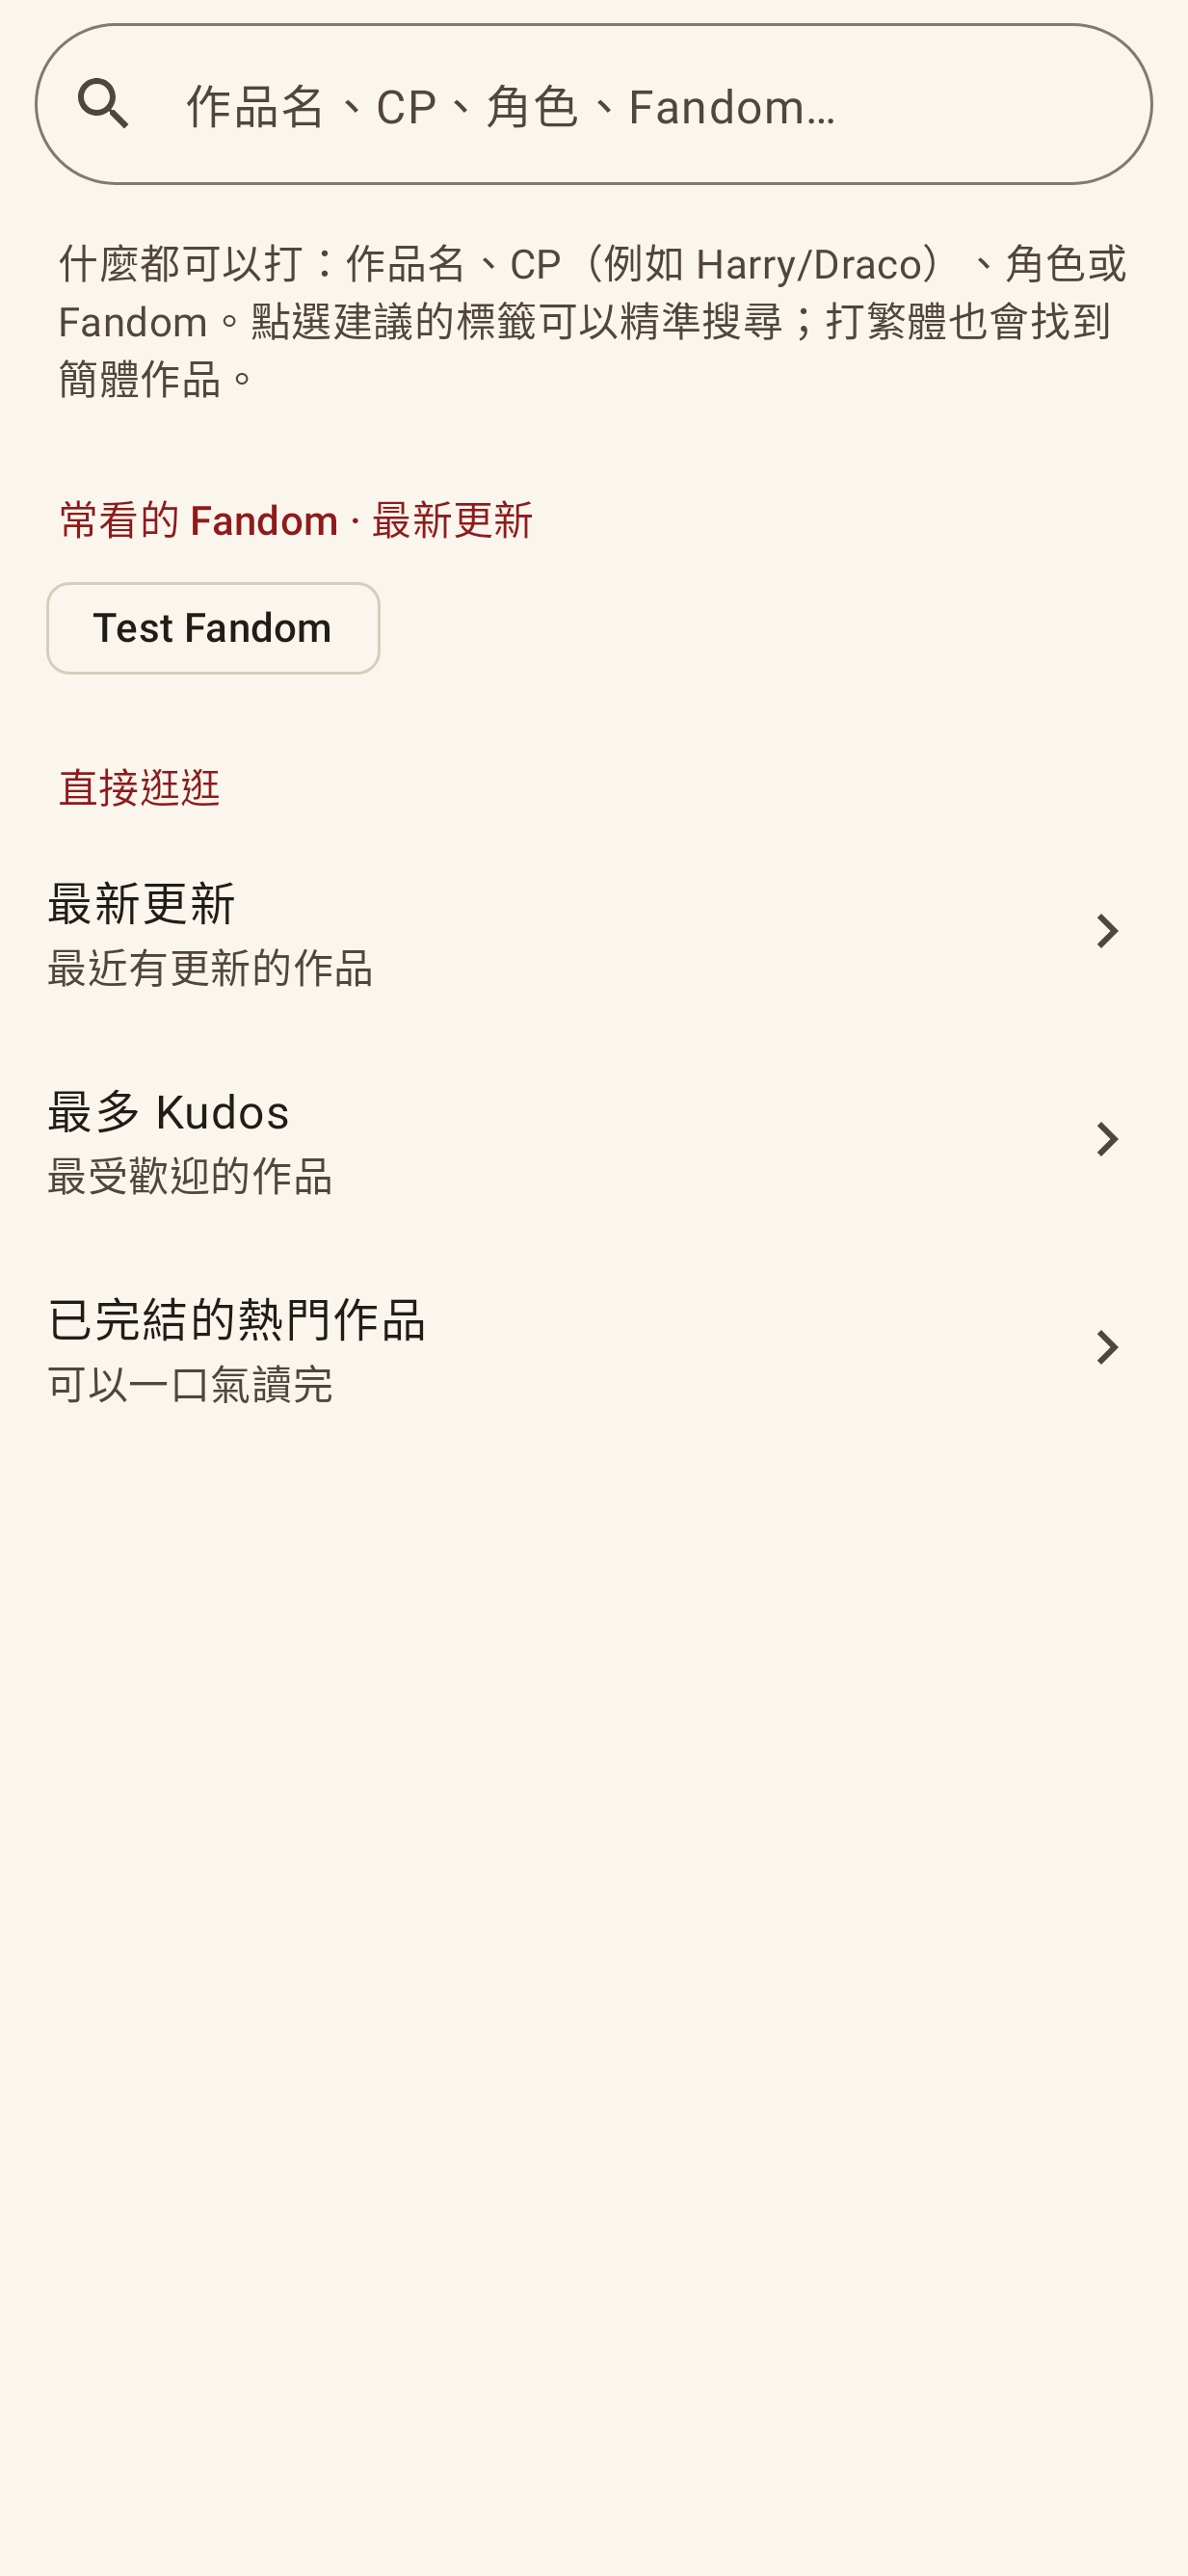 作品名、CP、角色、Fandom…
什麼都可以打：作品名、CP（例如 Harry/Draco）、角色或
Fandom。點選建議的標籤可以精準搜尋；打繁體也會找到
簡體作品。
常看的 Fandom · 最新更新
Test Fandom
直接逛逛
最新更新
最近有更新的作品
最多 Kudos
最受歡迎的作品
已完結的熱門作品
可以一口氣讀完